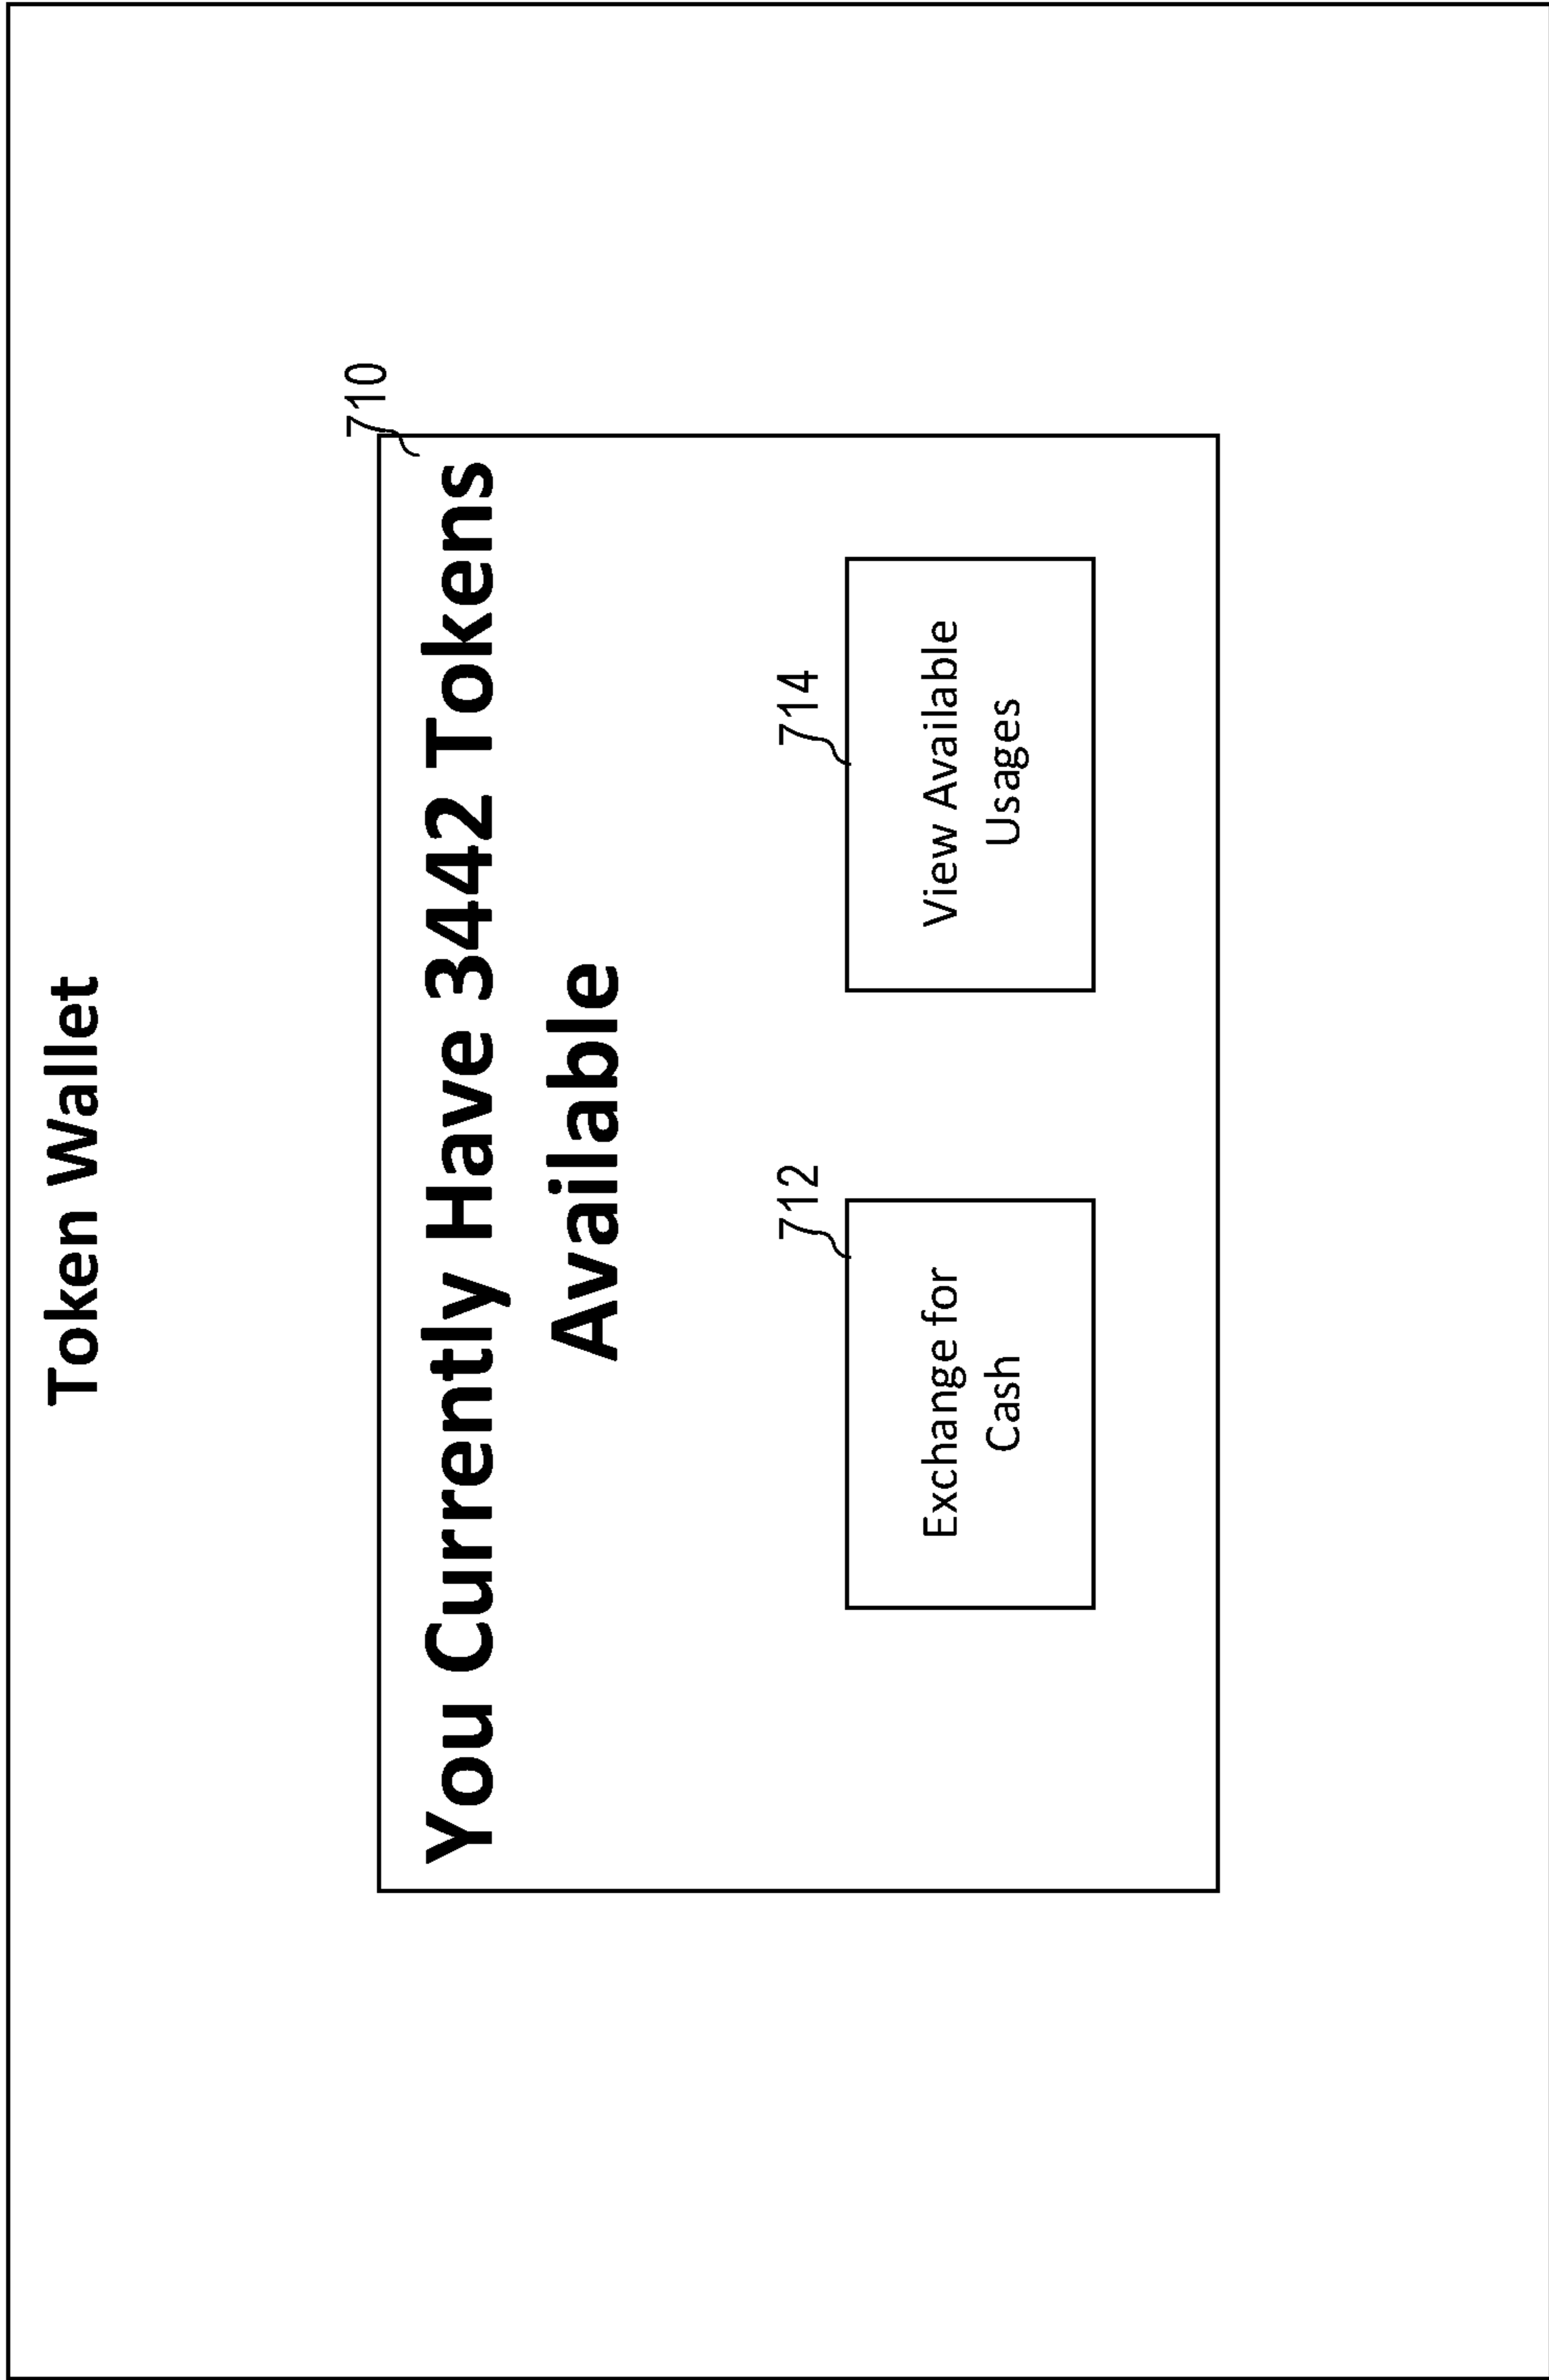 Token Wallet
710
You Currently Have 3442 Tokens
Available
712
714
Exchange for
Cash
View Available
Usages